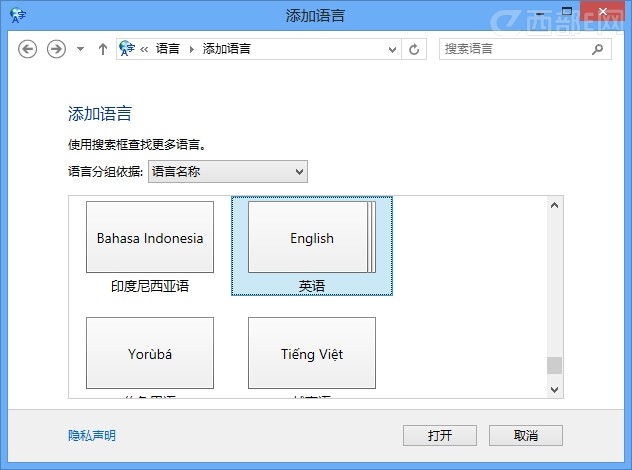 添加语言
西部E网
语言 添加语言
搜索语言
添加语言
使用搜索框查找更多语言。
语言分组依据: 语言名称
Bahasa Indonesia
English
印度尼西亚语
英语
Yorùbá
Tiếng Việt
隐私声明
打开
取消